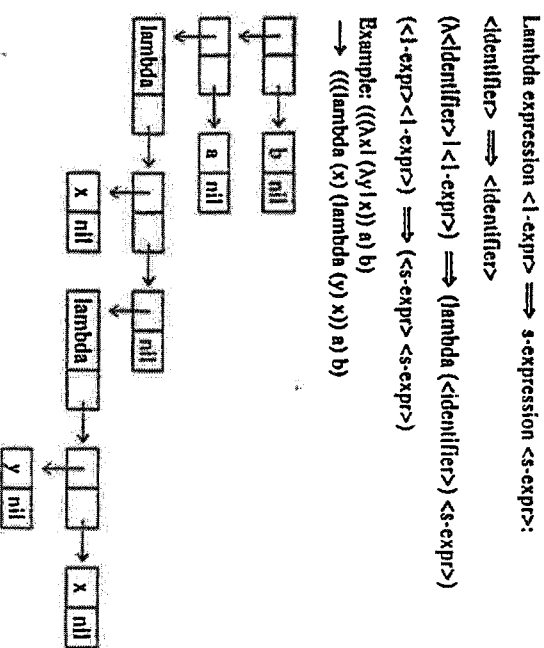 Lambda expression <l-expr> ⟹ s-expression <s-expr>:
<identifier> ⟹ <identifier>
(λ<identifier>|<l-expr>) ⟹ (lambda (<identifier>) <s-expr>)
(<l-expr><l-expr>) ⟹ (<s-expr> <s-expr>)
Example: (((λx| (λy| x)) a) b)
⟶ (((lambda (x) (lambda (y) x)) a) b)
b nil
a nil
lambda nil
x nil lambda x nil
y nil